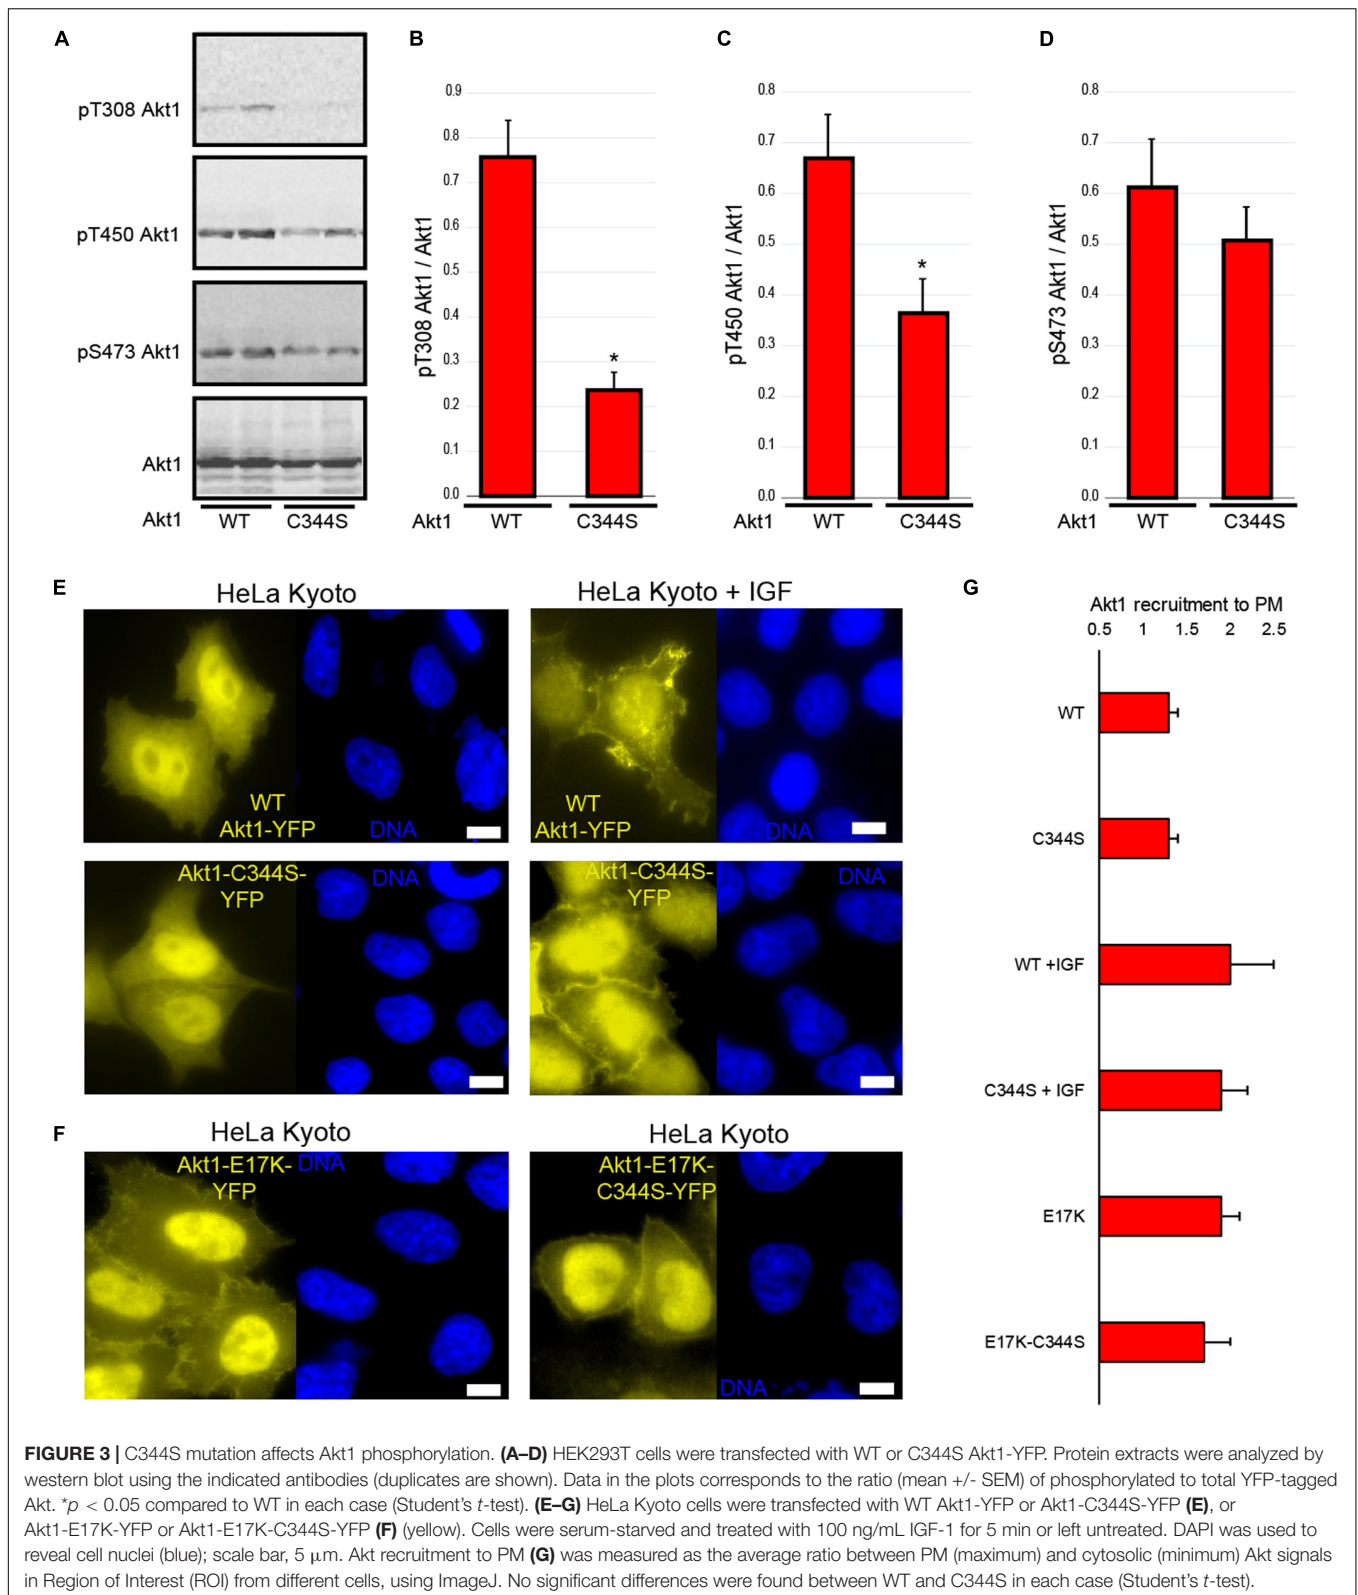 A
pT308 Akt1
pT450 Akt1
pS473 Akt1
Akt1
Akt1 WT C344S
B
pT308 Akt1 / Akt1
0.9
0.8
0.7
0.6
0.5
0.4
0.3
0.2
0.1
0.0
*
Akt1 WT C344S
C
pT450 Akt1 / Akt1
0.8
0.7
0.6
0.5
0.4
0.3
0.2
0.1
0.0
*
Akt1 WT C344S
D
pS473 Akt1 / Akt1
0.8
0.7
0.6
0.5
0.4
0.3
0.2
0.1
0.0
Akt1 WT C344S
E
HeLa Kyoto
WT
Akt1-YFP
DNA
HeLa Kyoto + IGF
WT
Akt1-YFP
DNA
Akt1-C344S-
YFP
DNA
Akt1-C344S-
YFP
DNA
F
HeLa Kyoto
Akt1-E17K-
YFP
DNA
HeLa Kyoto
Akt1-E17K-
C344S-YFP
DNA
G
Akt1 recruitment to PM
0.5 1 1.5 2 2.5
WT
C344S
WT +IGF
C344S + IGF
E17K
E17K-C344S
FIGURE 3 | C344S mutation affects Akt1 phosphorylation. (A–D) HEK293T cells were transfected with WT or C344S Akt1-YFP. Protein extracts were analyzed by
western blot using the indicated antibodies (duplicates are shown). Data in the plots corresponds to the ratio (mean +/- SEM) of phosphorylated to total YFP-tagged
Akt. *p < 0.05 compared to WT in each case (Student's t-test). (E–G) HeLa Kyoto cells were transfected with WT Akt1-YFP or Akt1-C344S-YFP (E), or
Akt1-E17K-YFP or Akt1-E17K-C344S-YFP (F) (yellow). Cells were serum-starved and treated with 100 ng/mL IGF-1 for 5 min or left untreated. DAPI was used to
reveal cell nuclei (blue); scale bar, 5 μm. Akt recruitment to PM (G) was measured as the average ratio between PM (maximum) and cytosolic (minimum) Akt signals
in Region of Interest (ROI) from different cells, using ImageJ. No significant differences were found between WT and C344S in each case (Student's t-test).